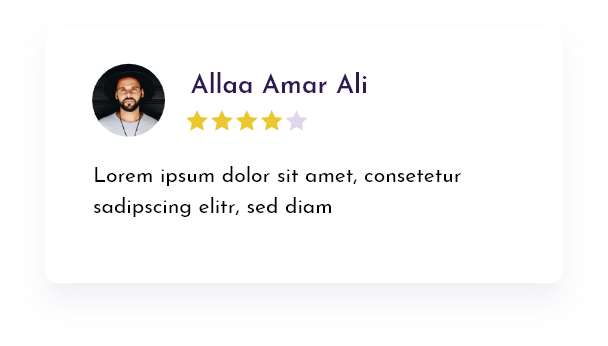 Allaa Amar Ali
Lorem ipsum dolor sit amet, consetetur
sadipscing elitr, sed diam